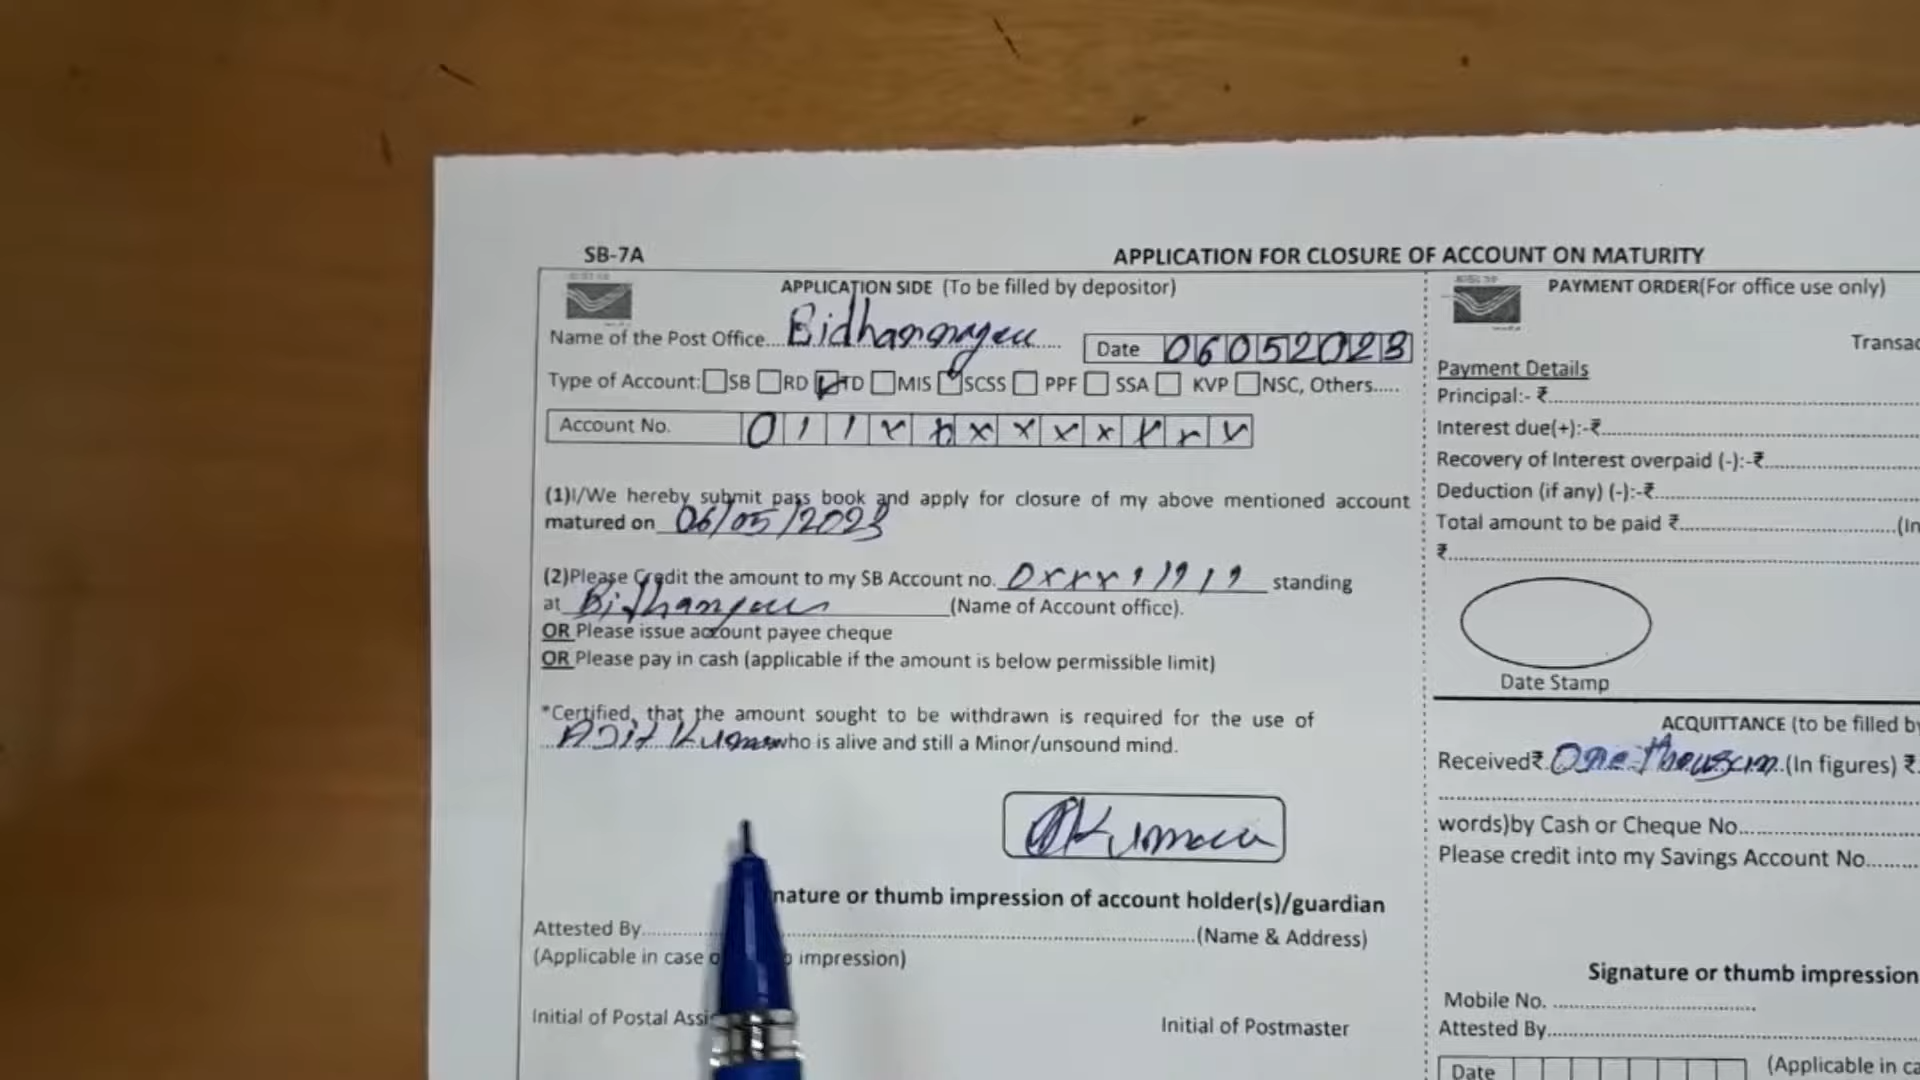 SB-7A
APPLICATION FOR CLOSURE OF ACCOUNT ON MATURITY
APPLICATION SIDE (To be filled by depositor)
Name of the Post Office....
Date 06052023
Type of Account: SB RD TD MIS SCSS PPF SSA KVP NSC, Others.....
Account No. 0 1 1 x x x x x x x x x
(1)I/We hereby submit pass book and apply for closure of my above mentioned account
matured on 06/05/2023
(2)Please Credit the amount to my SB Account no. standing
at (Name of Account office).
OR Please issue account payee cheque
OR Please pay in cash (applicable if the amount is below permissible limit)
*Certified, that the amount sought to be withdrawn is required for the use of
who is alive and still a Minor/unsound mind.
Kumar
nature or thumb impression of account holder(s)/guardian
Attested By..........(Name & Address)
(Applicable in case impression)
Initial of Postal Assi
Initial of Postmaster
PAYMENT ORDER(For office use only)
Transac
Payment Details
Principal:- ₹..........
Interest due(+):-₹..........
Recovery of Interest overpaid (-):-₹..........
Deduction (if any) (-):-₹..........
Total amount to be paid ₹..........(In
₹..........
Date Stamp
ACQUITTANCE (to be filled by
Received₹ One thousan (In figures) ₹
words)by Cash or Cheque No....
Please credit into my Savings Account No.......
Signature or thumb impression
Mobile No. ..........
Attested By..........
Date
(Applicable in ca